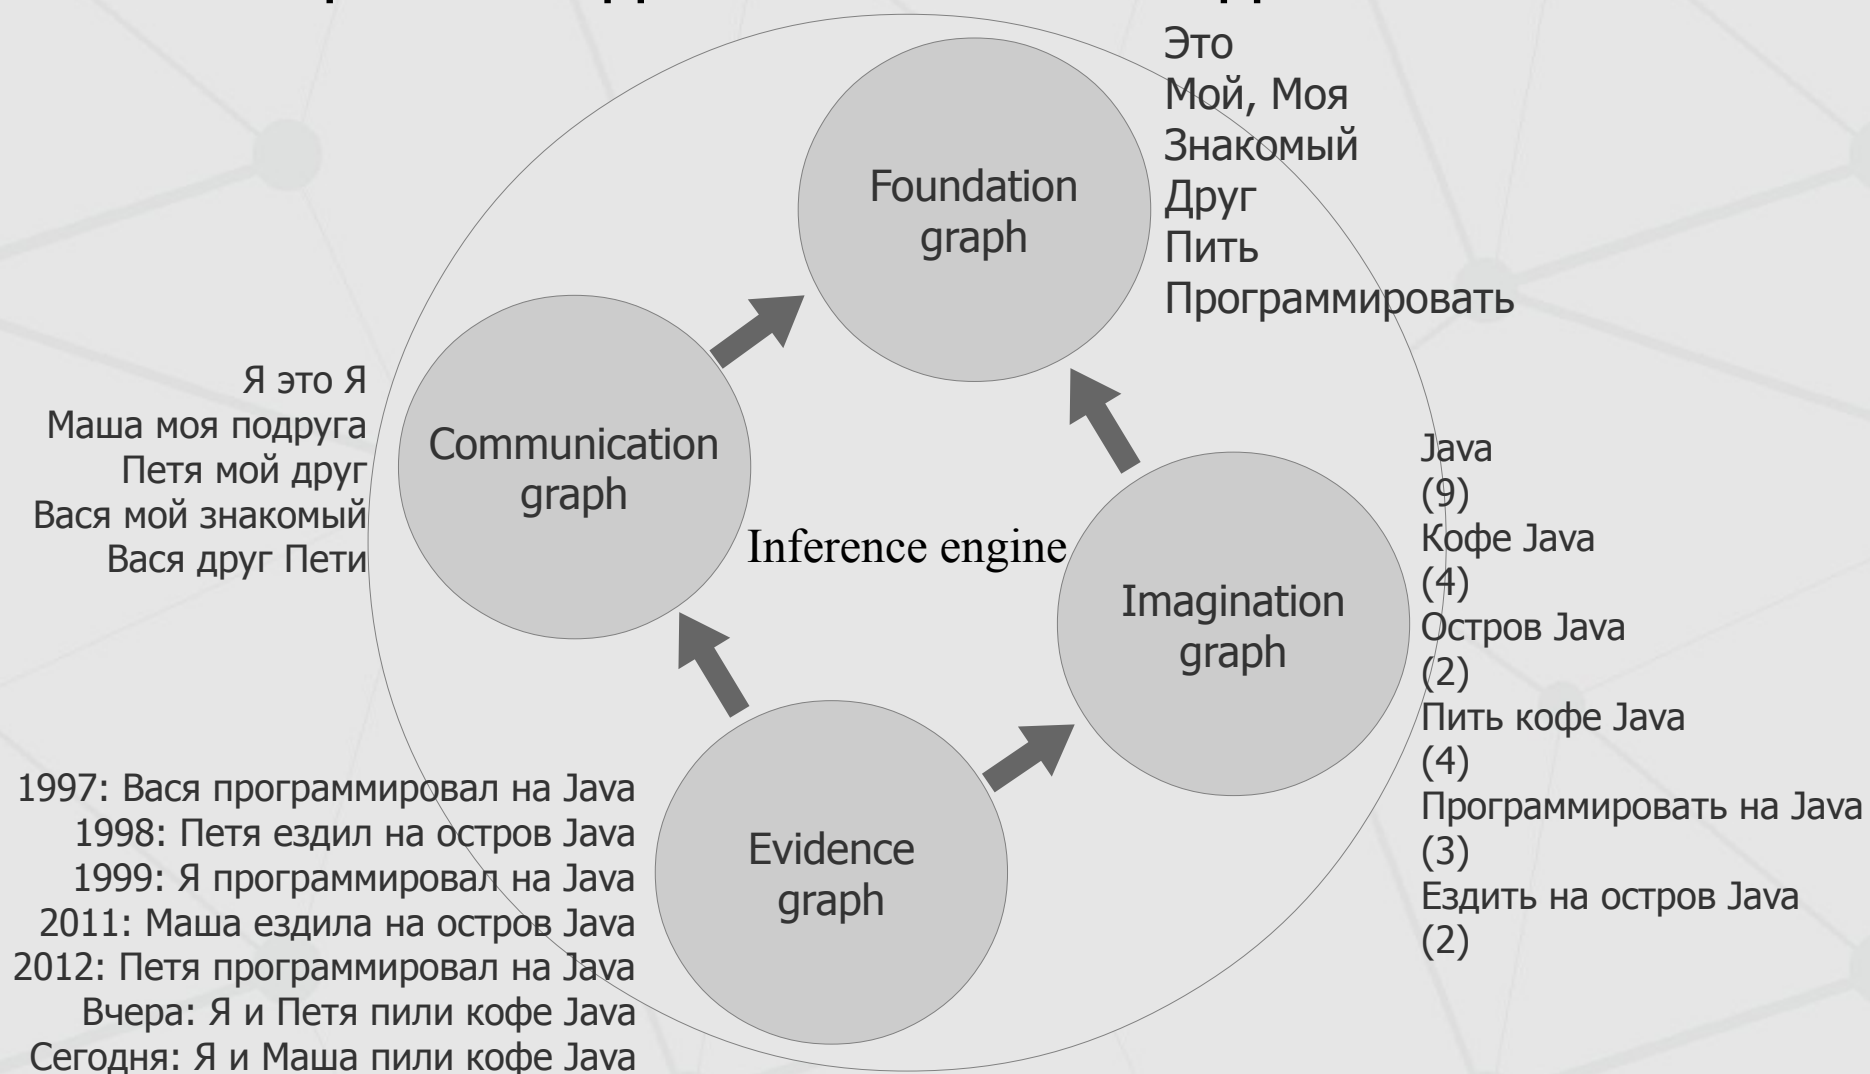 Это
Мой, Моя
Знакомый
Друг
Пить
Программировать
Foundation
graph
Я это Я
Маша моя подруга
Петя мой друг
Вася мой знакомый
Вася друг Пети
Communication
graph
Inference engine
Imagination
graph
Java
(9)
Кофе Java
(4)
Остров Java
(2)
Пить кофе Java
(4)
Программировать на Java
(3)
Ездить на остров Java
(2)
1997: Вася программировал на Java
1998: Петя ездил на остров Java
1999: Я программировал на Java
2011: Маша ездила на остров Java
2012: Петя программировал на Java
Вчера: Я и Петя пили кофе Java
Сегодня: Я и Маша пили кофе Java
Evidence
graph